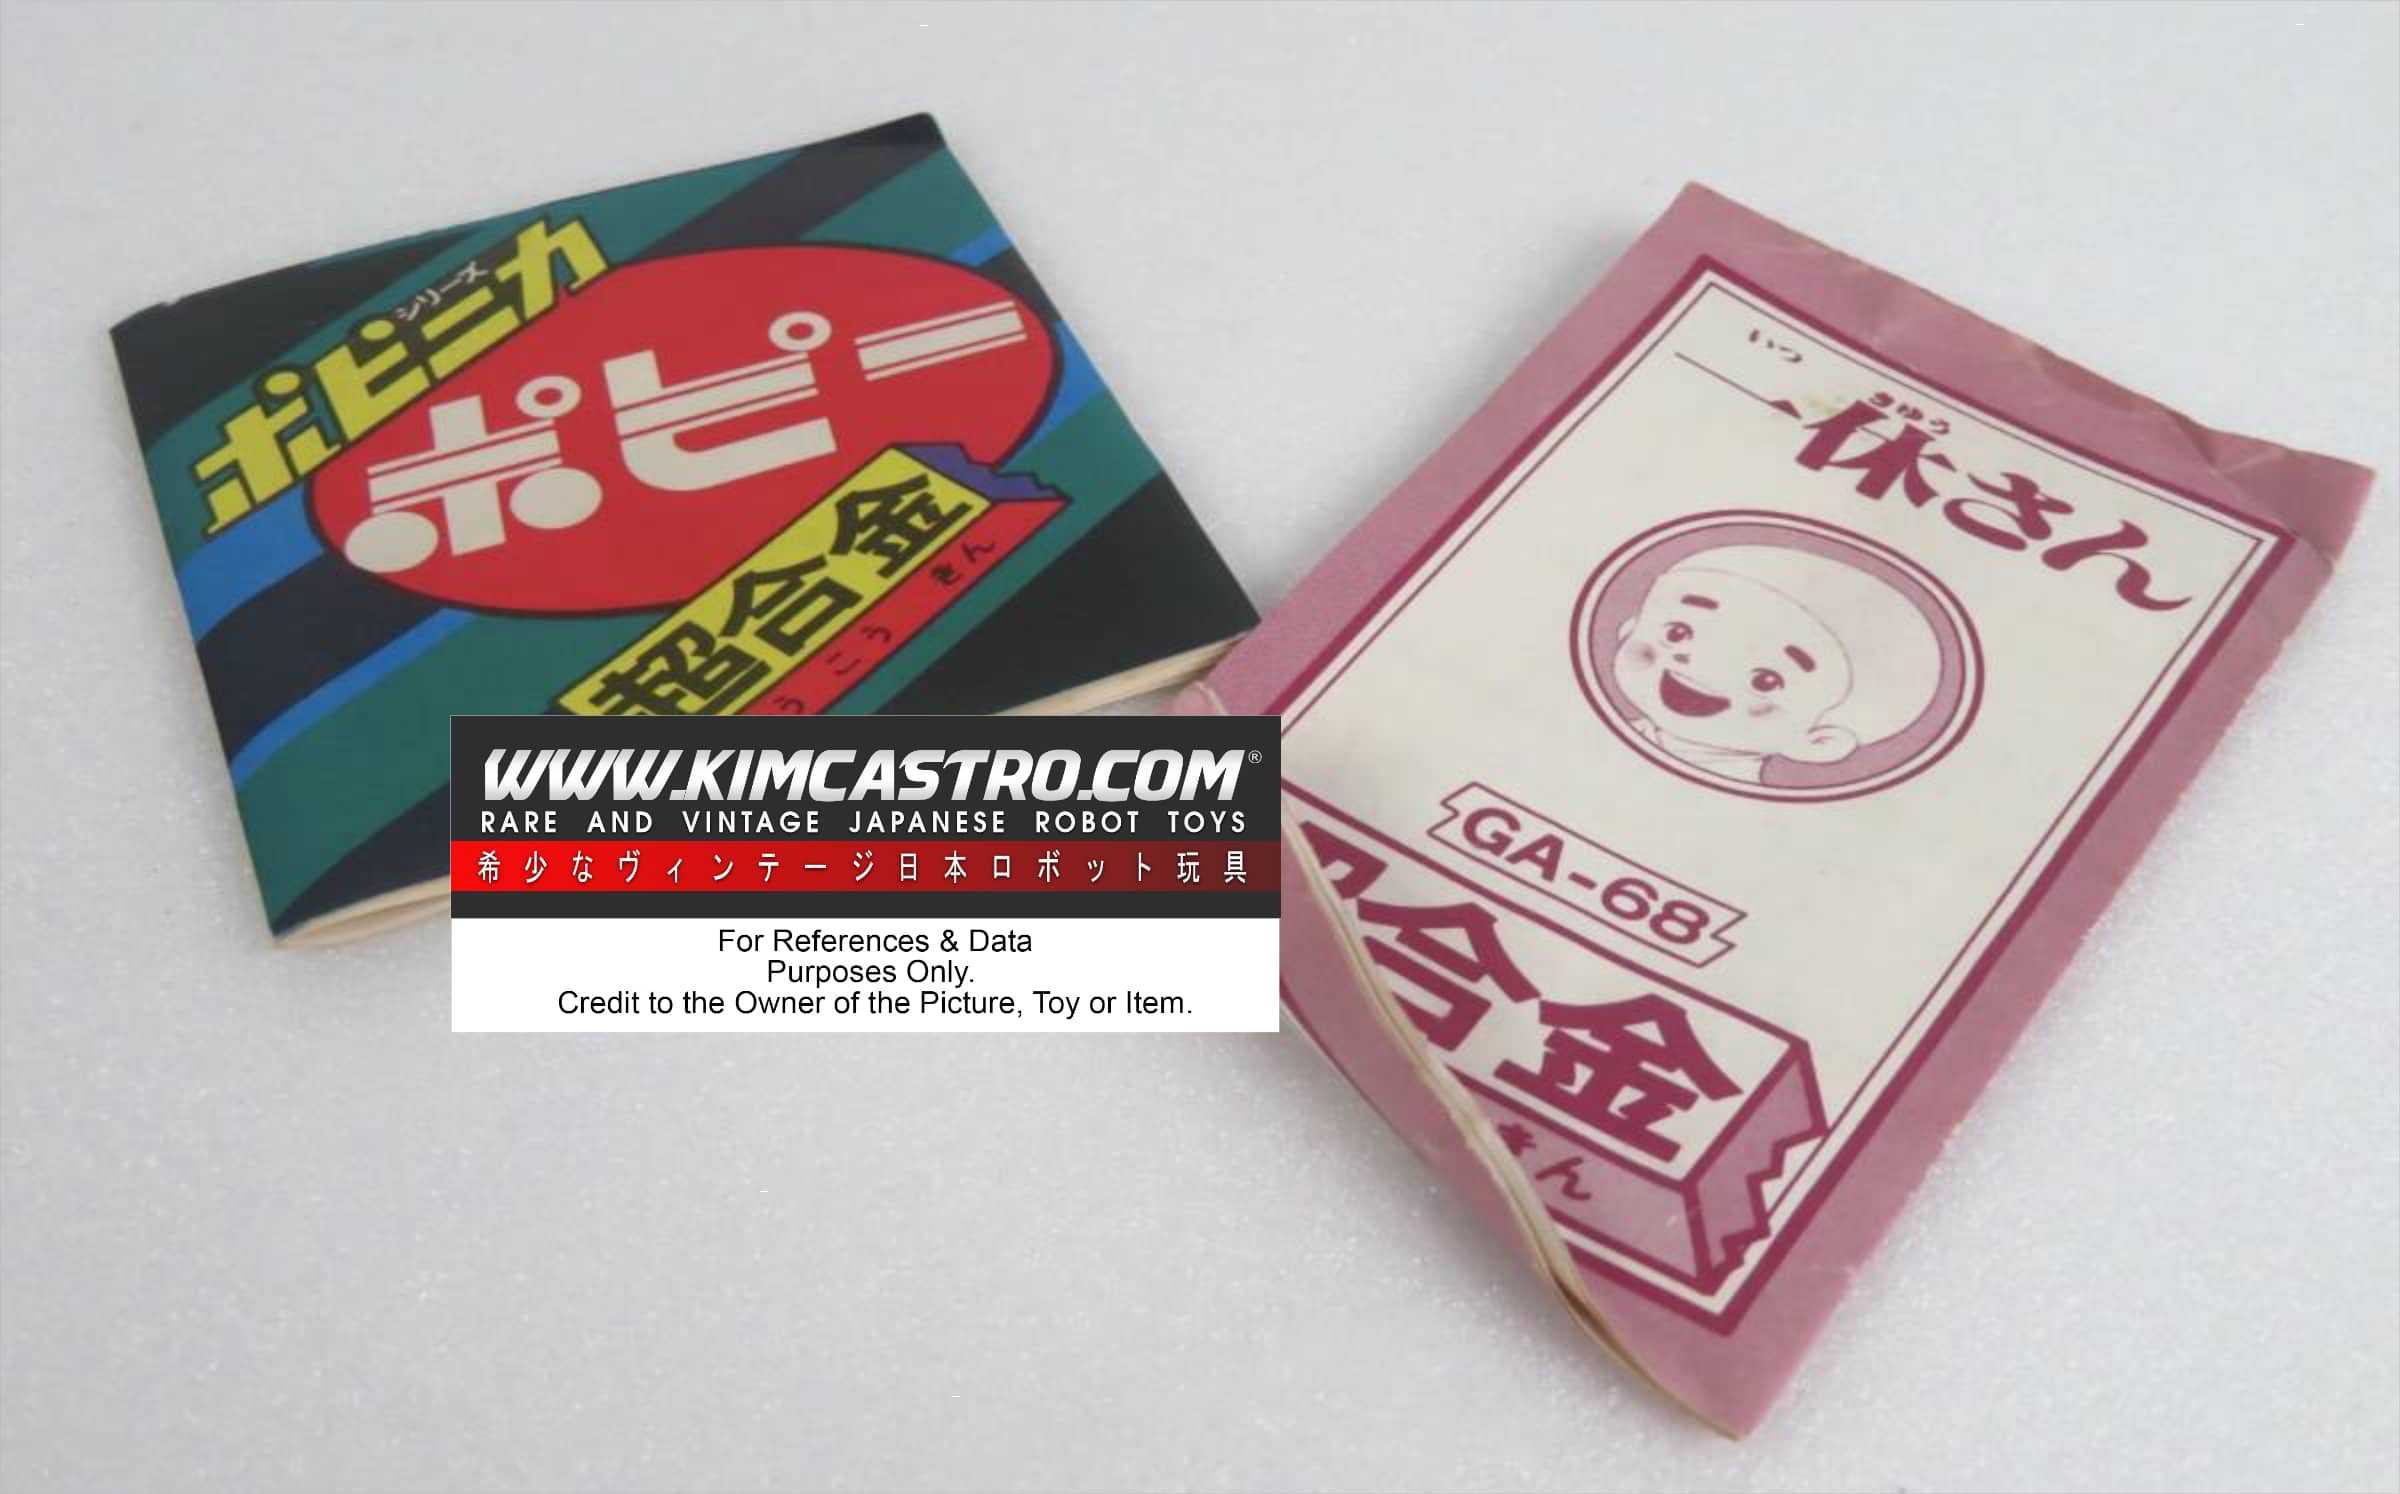 ポピニカ
シリーズ
ポピー
超合金
うこうきん
いっきゅう
一休さん
GA-68
合金
きん
WWW.KIMCASTRO.COM®
RARE AND VINTAGE JAPANESE ROBOT TOYS
希少なヴィンテージ日本ロボット玩具
For References & Data
Purposes Only.
Credit to the Owner of the Picture, Toy or Item.